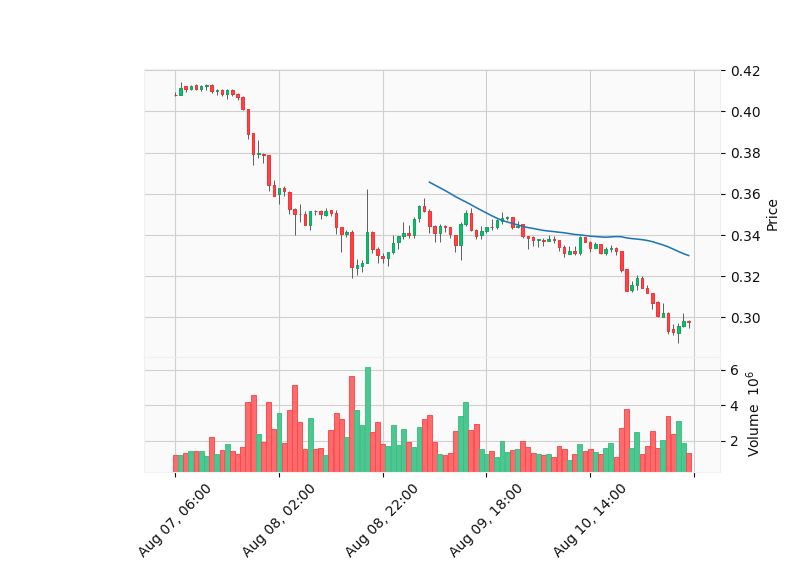 0.42
0.40
0.38
0.36
0.34
0.32
0.30
Price
6
4
2
Volume 10^6
Aug 07, 06:00
Aug 08, 02:00
Aug 08, 22:00
Aug 09, 18:00
Aug 10, 14:00